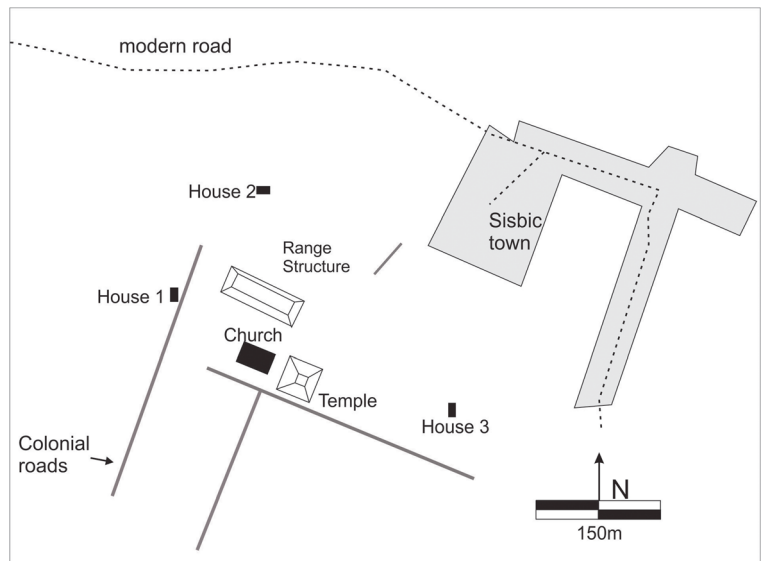 modern road
House 2
Sisbic
town
Range
Structure
House 1
Church
Temple
House 3
Colonial
roads
N
150m